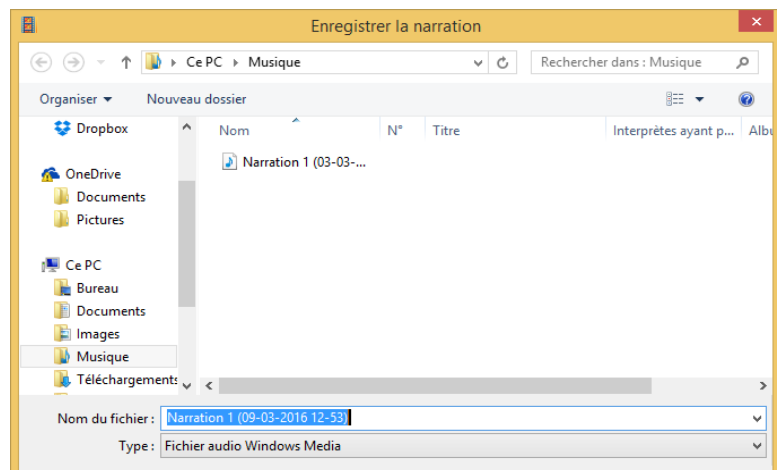 Enregistrer la narration
Ce PC Musique
Rechercher dans : Musique
Organiser Nouveau dossier
Dropbox
OneDrive
Documents
Pictures
Ce PC
Bureau
Documents
Images
Musique
Téléchargements
Nom N° Titre Interprètes ayant p... Albu
Narration 1 (03-03-...
Nom du fichier : Narration 1 (09-03-2016 12-53)
Type : Fichier audio Windows Media